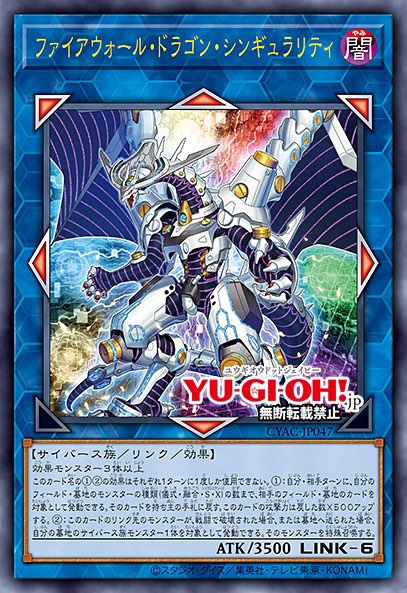 ファイアウォール・ドラゴン・シンギュラリティ
やみ
闇
ユウギオウドットジェイピー
YU-GI-OH!.jp
無断転載禁止
CYAC-JP047
【サイバース族／リンク／効果】
効果モンスター3体以上
このカード名の①②の効果はそれぞれ1ターンに1度しか使用できない。①：自分・相手ターンに、自分の
フィールド・墓地のモンスターの種類(儀式・融合・S・X)の数まで、相手のフィールド・墓地のカードを
対象として発動できる。そのカードを持ち主の手札に戻す。このカードの攻撃力は戻した数×500アップ
する。②：このカードのリンク先のモンスターが、戦闘で破壊された場合、または墓地へ送られた場合、
自分の墓地のサイバース族モンスター1体を対象として発動できる。そのモンスターを特殊召喚する。
ATK/3500 LINK-6
©スタジオ・ダイス／集英社・テレビ東京・KONAMI